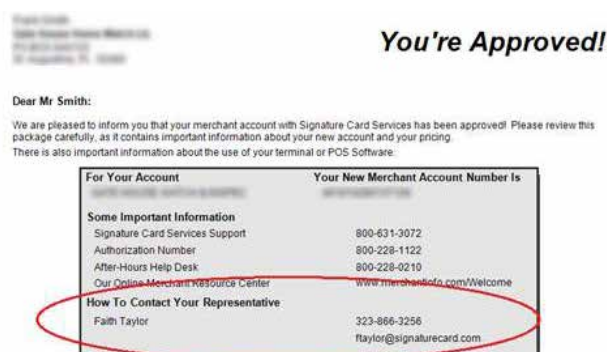 You're Approved!
Dear Mr Smith:
We are pleased to inform you that your merchant account with Signature Card Services has been approved! Please review this
package carefully, as it contains important information about your new account and your pricing.
There is also important information about the use of your terminal or POS Software:
For Your Account Your New Merchant Account Number Is
Some Important Information
Signature Card Services Support 800-631-3072
Authorization Number 800-228-1122
After-Hours Help Desk 800-228-0210
Our Online Merchant Resource Center www.merchantinfo.com/Welcome
How To Contact Your Representative
Faith Taylor 323-866-3256
ftaylor@signaturecard.com